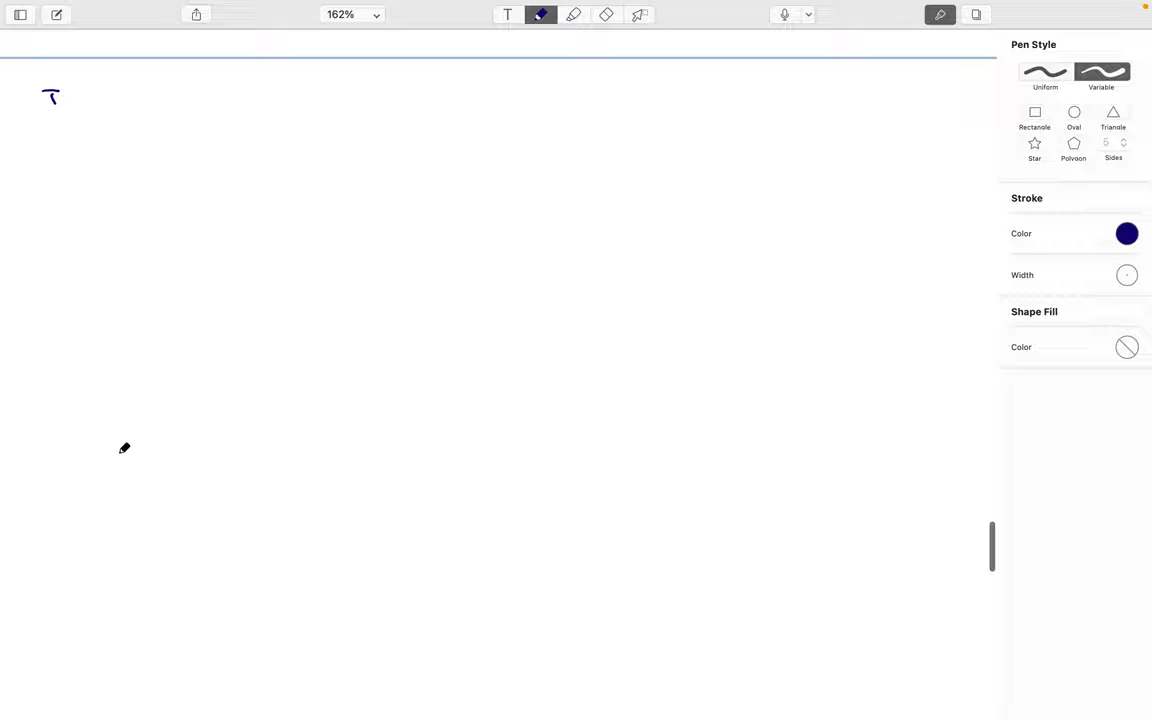 162%
T
T
Pen Style
Uniform
Variable
Rectangle
Oval
Triangle
5
Star
Polygon
Sides
Stroke
Color
Width
Shape Fill
Color